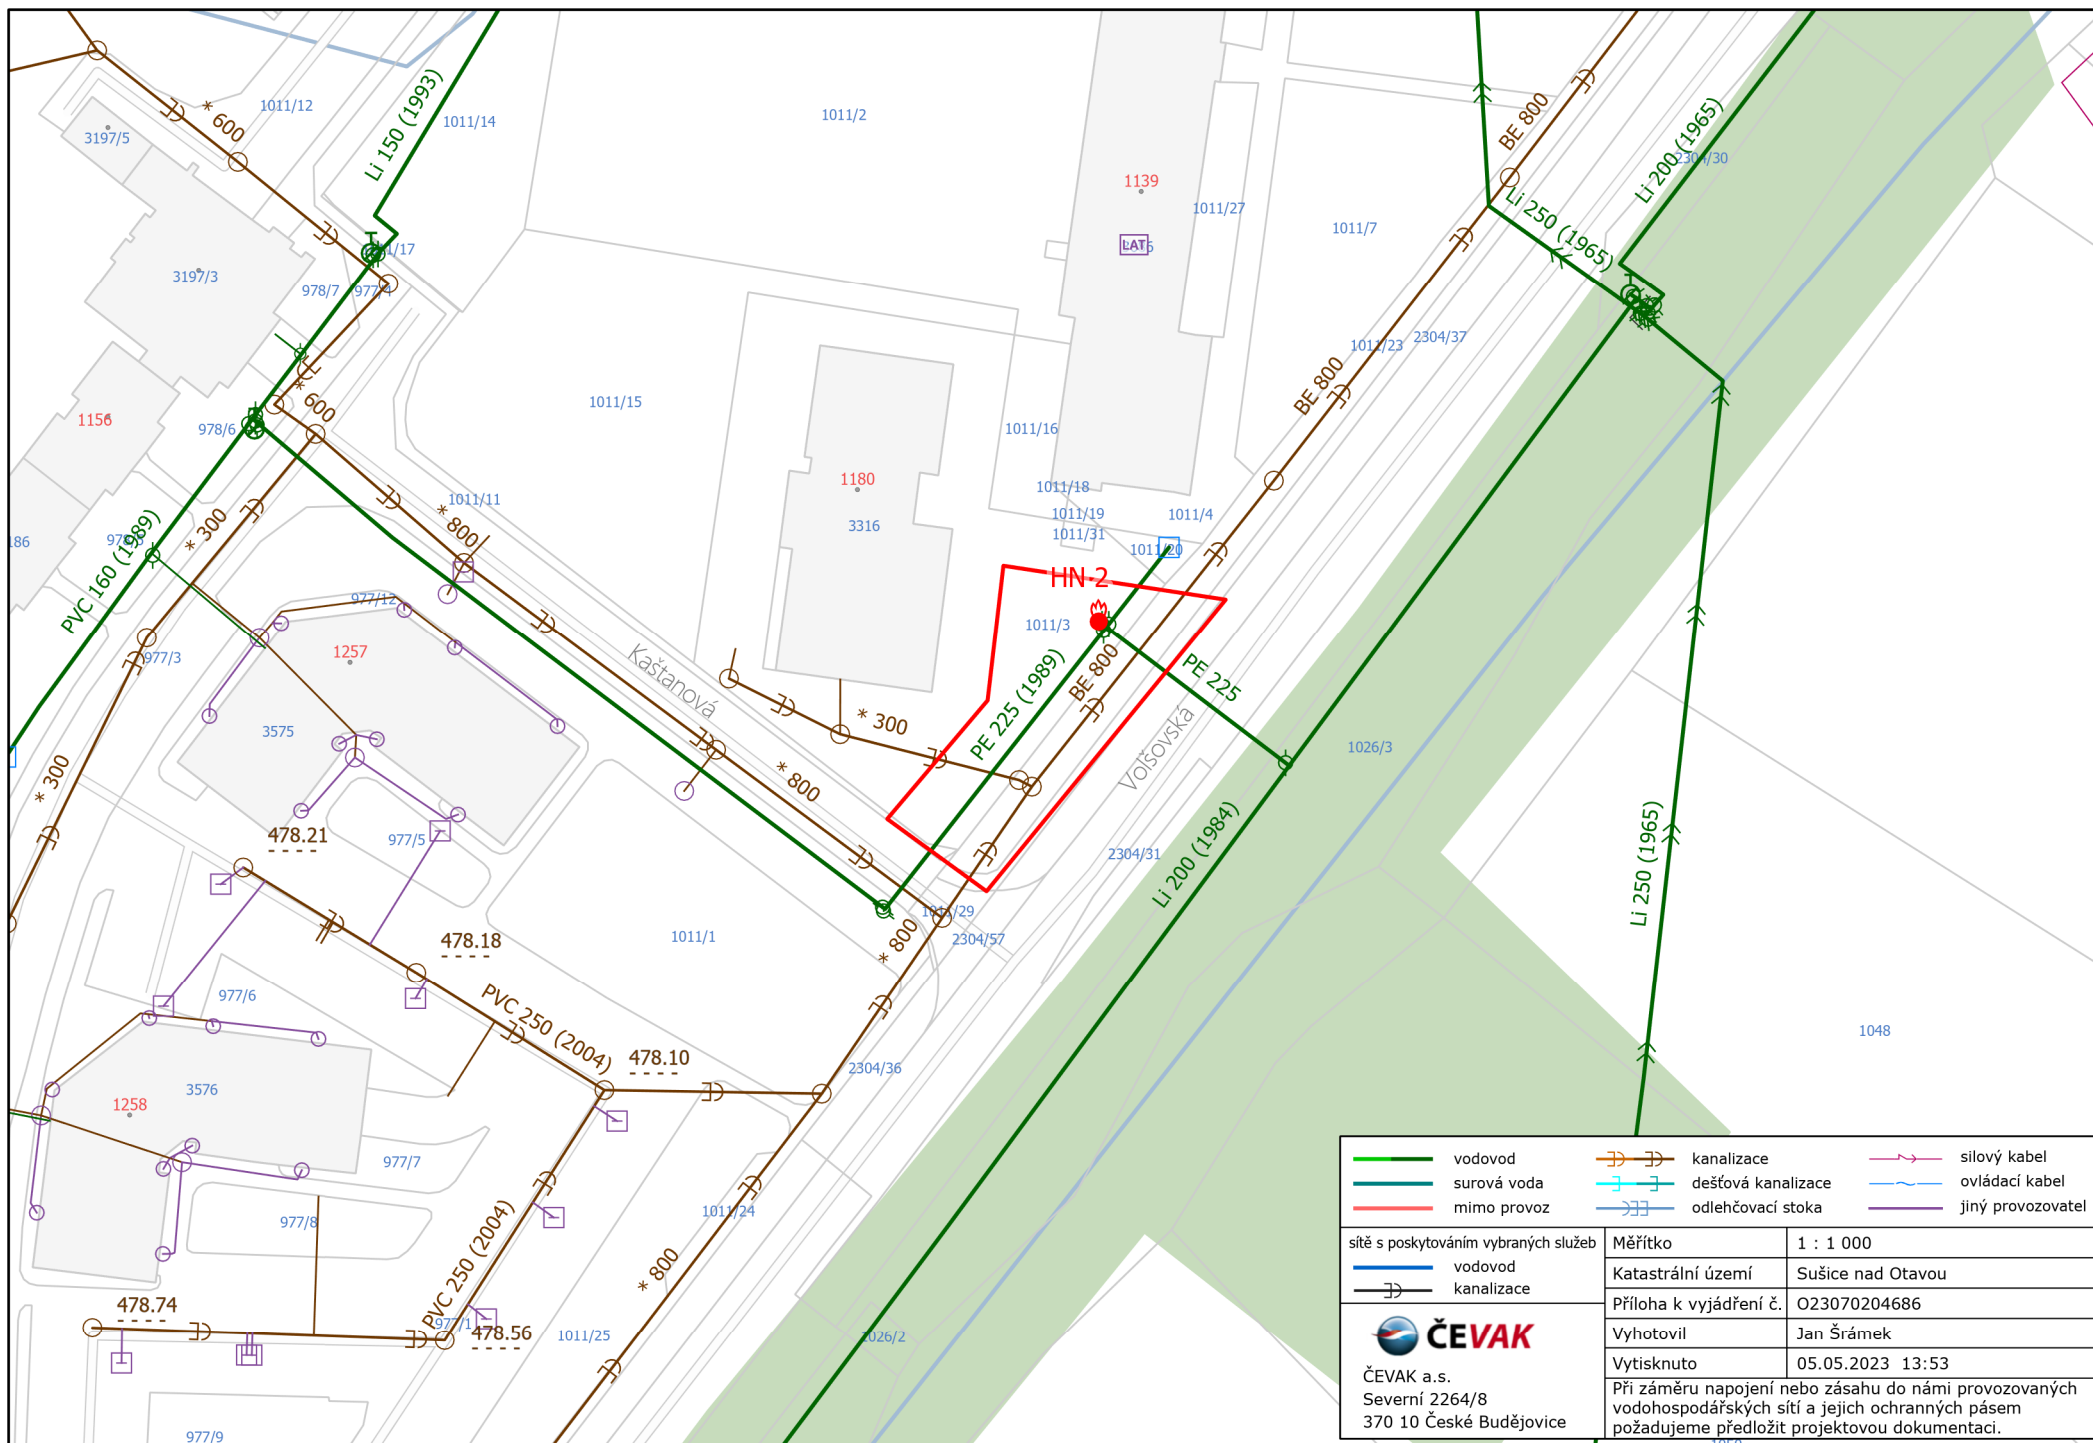 1011/12
* 600
Li 150 (1993)
1011/14
1011/2
3197/5
BE 800
Li 200 (1965)
2304/30
1139
1011/27
LAT
1011/7
Li 250 (1965)
3197/3
978/7
977/4
1011/23
2304/37
BE 800
* 600
1156
978/6
1011/15
1011/16
1180
3316
1011/11
* 800
1011/18
1011/19
1011/31
1011/4
1011/20
186
PVC 160 (1989)
* 300
977/12
1257
977/3
HN-2
1011/3
Kaštanová
BE 800
PE 225
PE 225 (1989)
Volšovská
* 300
* 800
3575
* 300
478.21
977/5
1026/3
Li 200 (1984)
2304/31
Li 250 (1965)
478.18
1011/1
1011/29
2304/57
* 800
977/6
PVC 250 (2004)
478.10
2304/36
1048
3576
1258
977/7
977/8
PVC 250 (2004)
1011/24
* 800
478.74
977/1
478.56
1011/25
1026/2
977/9
vodovod
surová voda
mimo provoz
kanalizace
dešťová kanalizace
odlehčovací stoka
silový kabel
ovládací kabel
jiný provozovatel
sítě s poskytováním vybraných služeb
vodovod
kanalizace
ČEVAK
ČEVAK a.s.
Severní 2264/8
370 10 České Budějovice
Měřítko 1 : 1 000
Katastrální území Sušice nad Otavou
Příloha k vyjádření č. O23070204686
Vyhotovil Jan Šrámek
Vytisknuto 05.05.2023 13:53
Při záměru napojení nebo zásahu do námi provozovaných
vodohospodářských sítí a jejich ochranných pásem
požadujeme předložit projektovou dokumentaci.